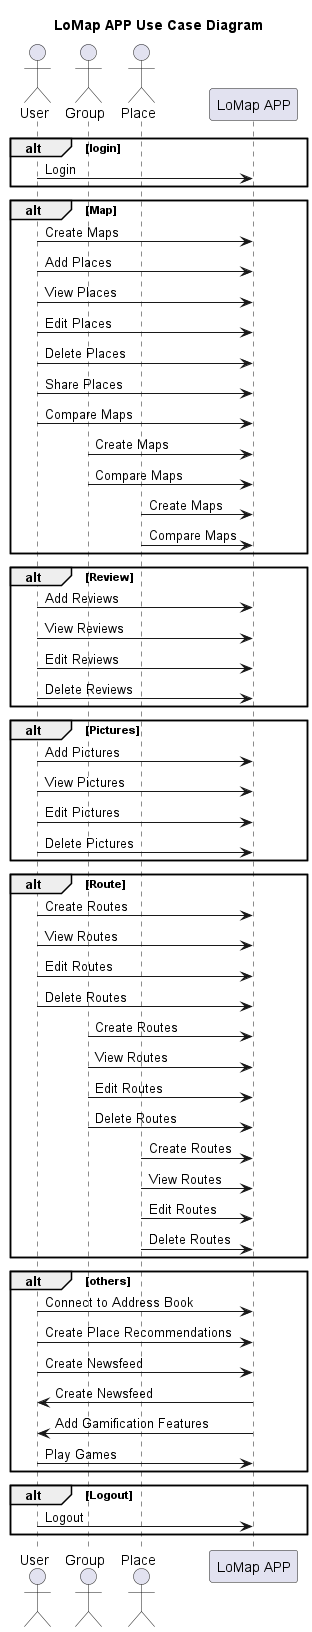 LoMap APP Use Case Diagram
User Group Place LoMap APP
alt [login]
Login
alt [Map]
Create Maps
Add Places
View Places
Edit Places
Delete Places
Share Places
Compare Maps
Create Maps
Compare Maps
Create Maps
Compare Maps
alt [Review]
Add Reviews
View Reviews
Edit Reviews
Delete Reviews
alt [Pictures]
Add Pictures
View Pictures
Edit Pictures
Delete Pictures
alt [Route]
Create Routes
View Routes
Edit Routes
Delete Routes
Create Routes
View Routes
Edit Routes
Delete Routes
Create Routes
View Routes
Edit Routes
Delete Routes
alt [others]
Connect to Address Book
Create Place Recommendations
Create Newsfeed
Create Newsfeed
Add Gamification Features
Play Games
alt [Logout]
Logout
User Group Place LoMap APP